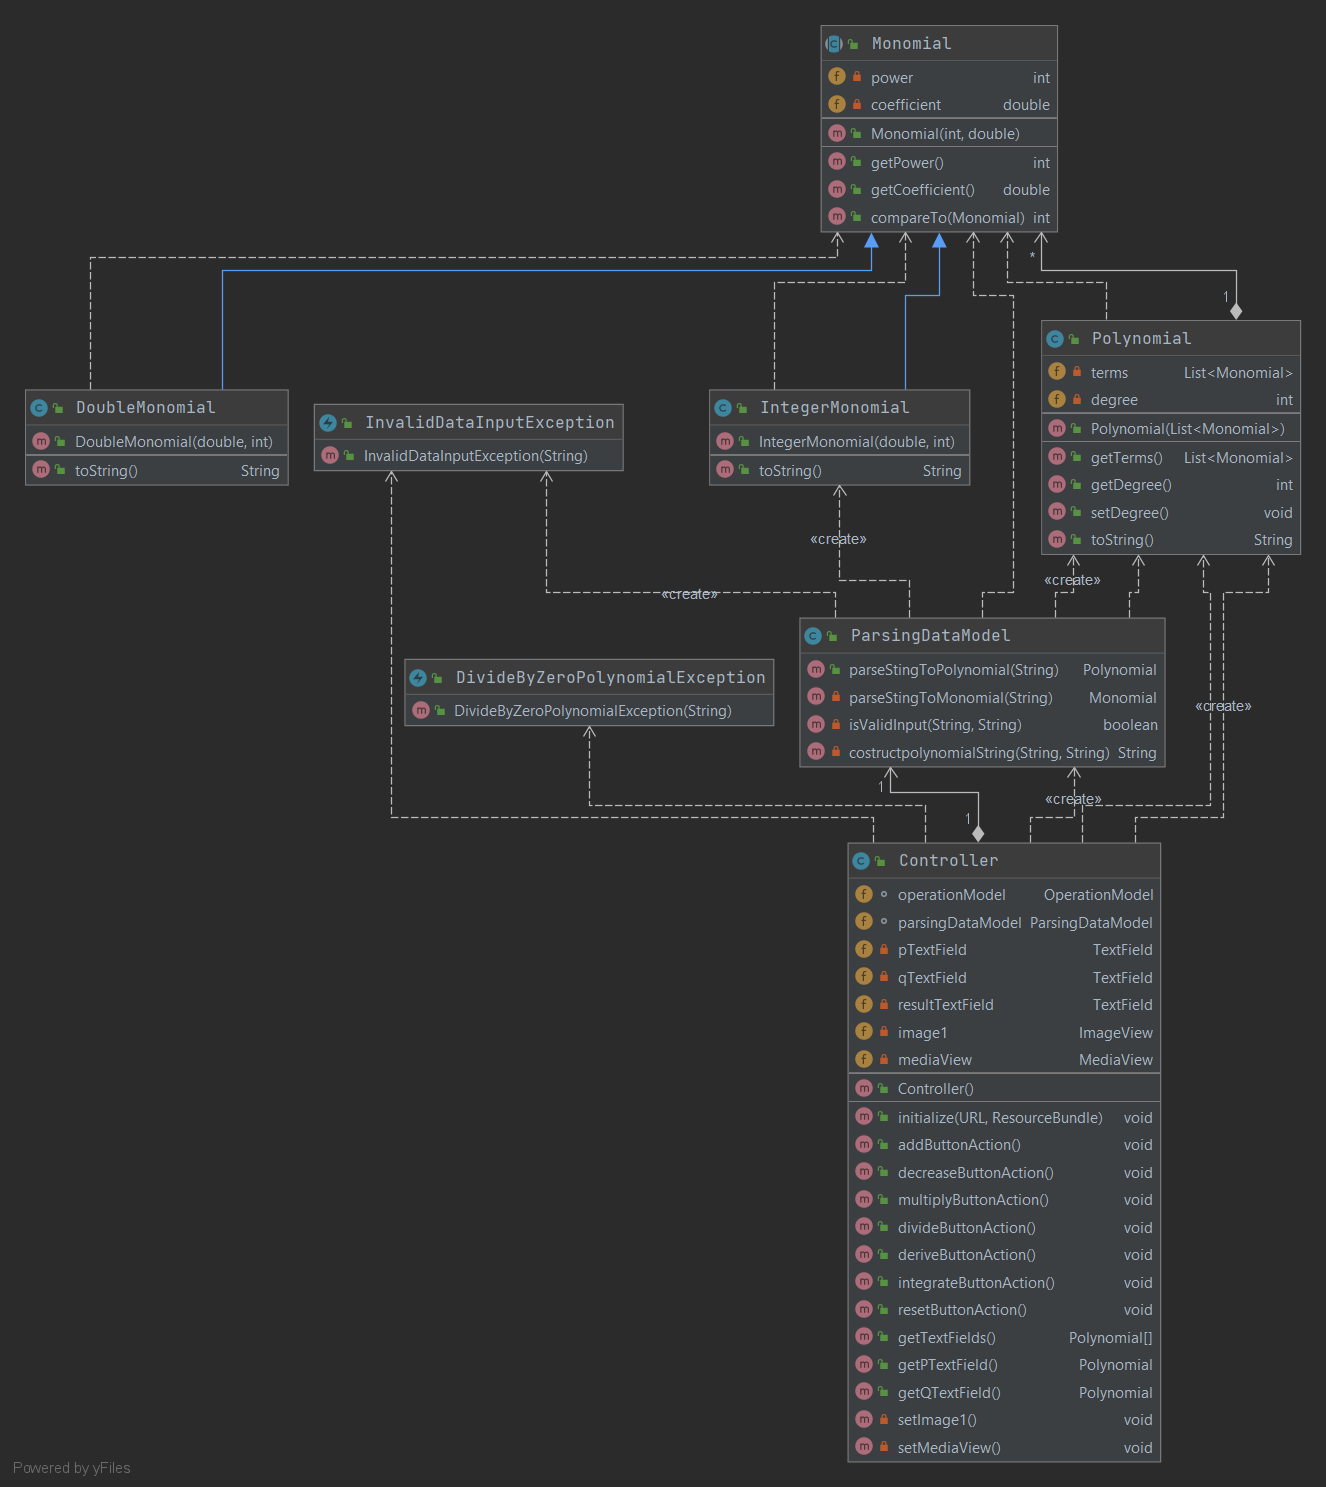 Monomial
power int
coefficient double
Monomial(int, double)
getPower() int
getCoefficient() double
compareTo(Monomial) int
*
1
Polynomial
terms List<Monomial>
degree int
Polynomial(List<Monomial>)
getTerms() List<Monomial>
getDegree() int
setDegree() void
toString() String
DoubleMonomial
DoubleMonomial(double, int)
toString() String
InvalidDataInputException
InvalidDataInputException(String)
IntegerMonomial
IntegerMonomial(double, int)
toString() String
«create»
«create»
«create»
ParsingDataModel
parseStingToPolynomial(String) Polynomial
parseStingToMonomial(String) Monomial
isValidInput(String, String) boolean
costructpolynomialString(String, String) String
DivideByZeroPolynomialException
DivideByZeroPolynomialException(String)
«create»
1
«create»
1
Controller
operationModel OperationModel
parsingDataModel ParsingDataModel
pTextField TextField
qTextField TextField
resultTextField TextField
image1 ImageView
mediaView MediaView
Controller()
initialize(URL, ResourceBundle) void
addButtonAction() void
decreaseButtonAction() void
multiplyButtonAction() void
divideButtonAction() void
deriveButtonAction() void
integrateButtonAction() void
resetButtonAction() void
getTextFields() Polynomial[]
getPTextField() Polynomial
getQTextField() Polynomial
setImage1() void
setMediaView() void
Powered by yFiles